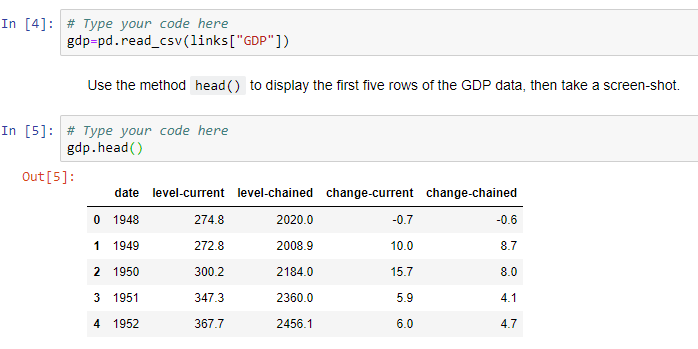 In [4]: # Type your code here
gdp=pd.read_csv(links["GDP"])
Use the method head() to display the first five rows of the GDP data, then take a screen-shot.
In [5]: # Type your code here
gdp.head()
Out[5]:
date level-current level-chained change-current change-chained
0 1948 274.8 2020.0 -0.7 -0.6
1 1949 272.8 2008.9 10.0 8.7
2 1950 300.2 2184.0 15.7 8.0
3 1951 347.3 2360.0 5.9 4.1
4 1952 367.7 2456.1 6.0 4.7